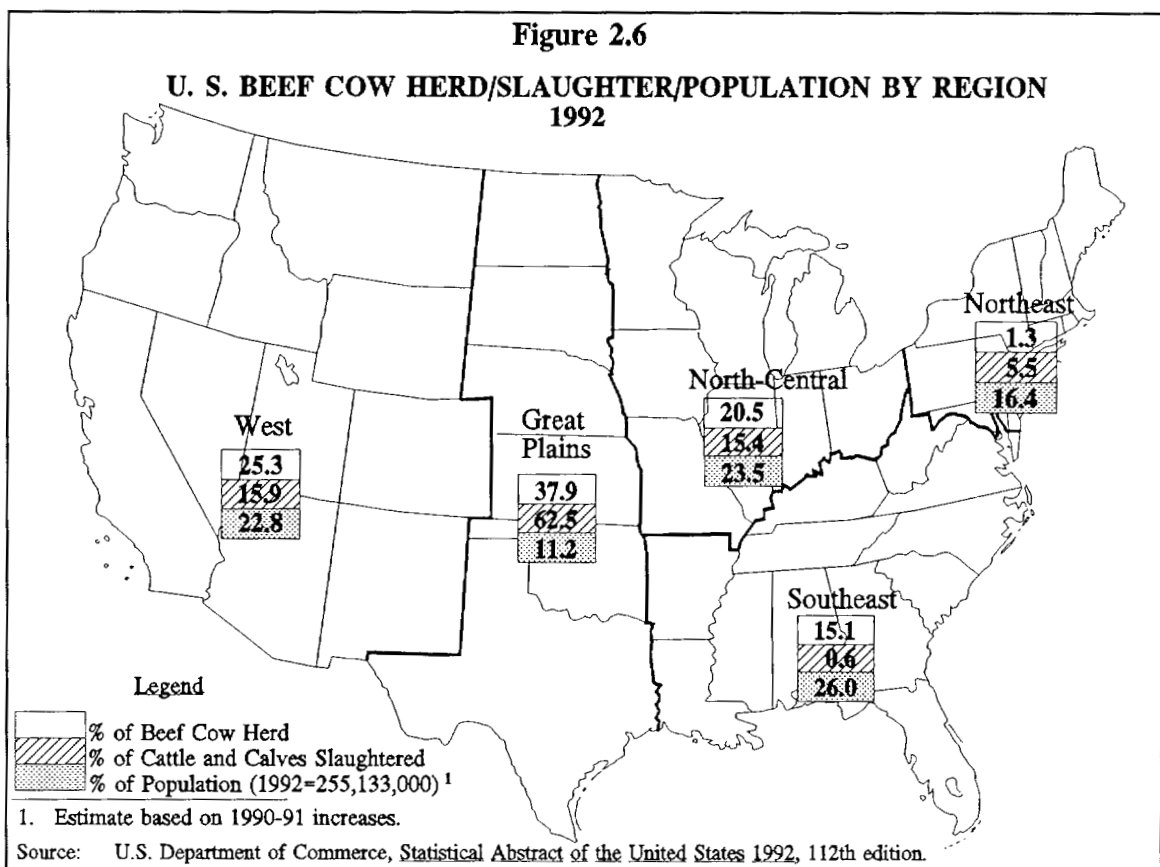 Figure 2.6
U. S. BEEF COW HERD/SLAUGHTER/POPULATION BY REGION
1992
Northeast
1.3
5.5
16.4
North-Central
20.5
15.4
23.5
West
25.3
15.9
22.8
Great
Plains
37.9
62.5
11.2
Southeast
15.1
0.6
26.0
Legend
% of Beef Cow Herd
% of Cattle and Calves Slaughtered
% of Population (1992=255,133,000) 1
1. Estimate based on 1990-91 increases.
Source: U.S. Department of Commerce, Statistical Abstract of the United States 1992, 112th edition.